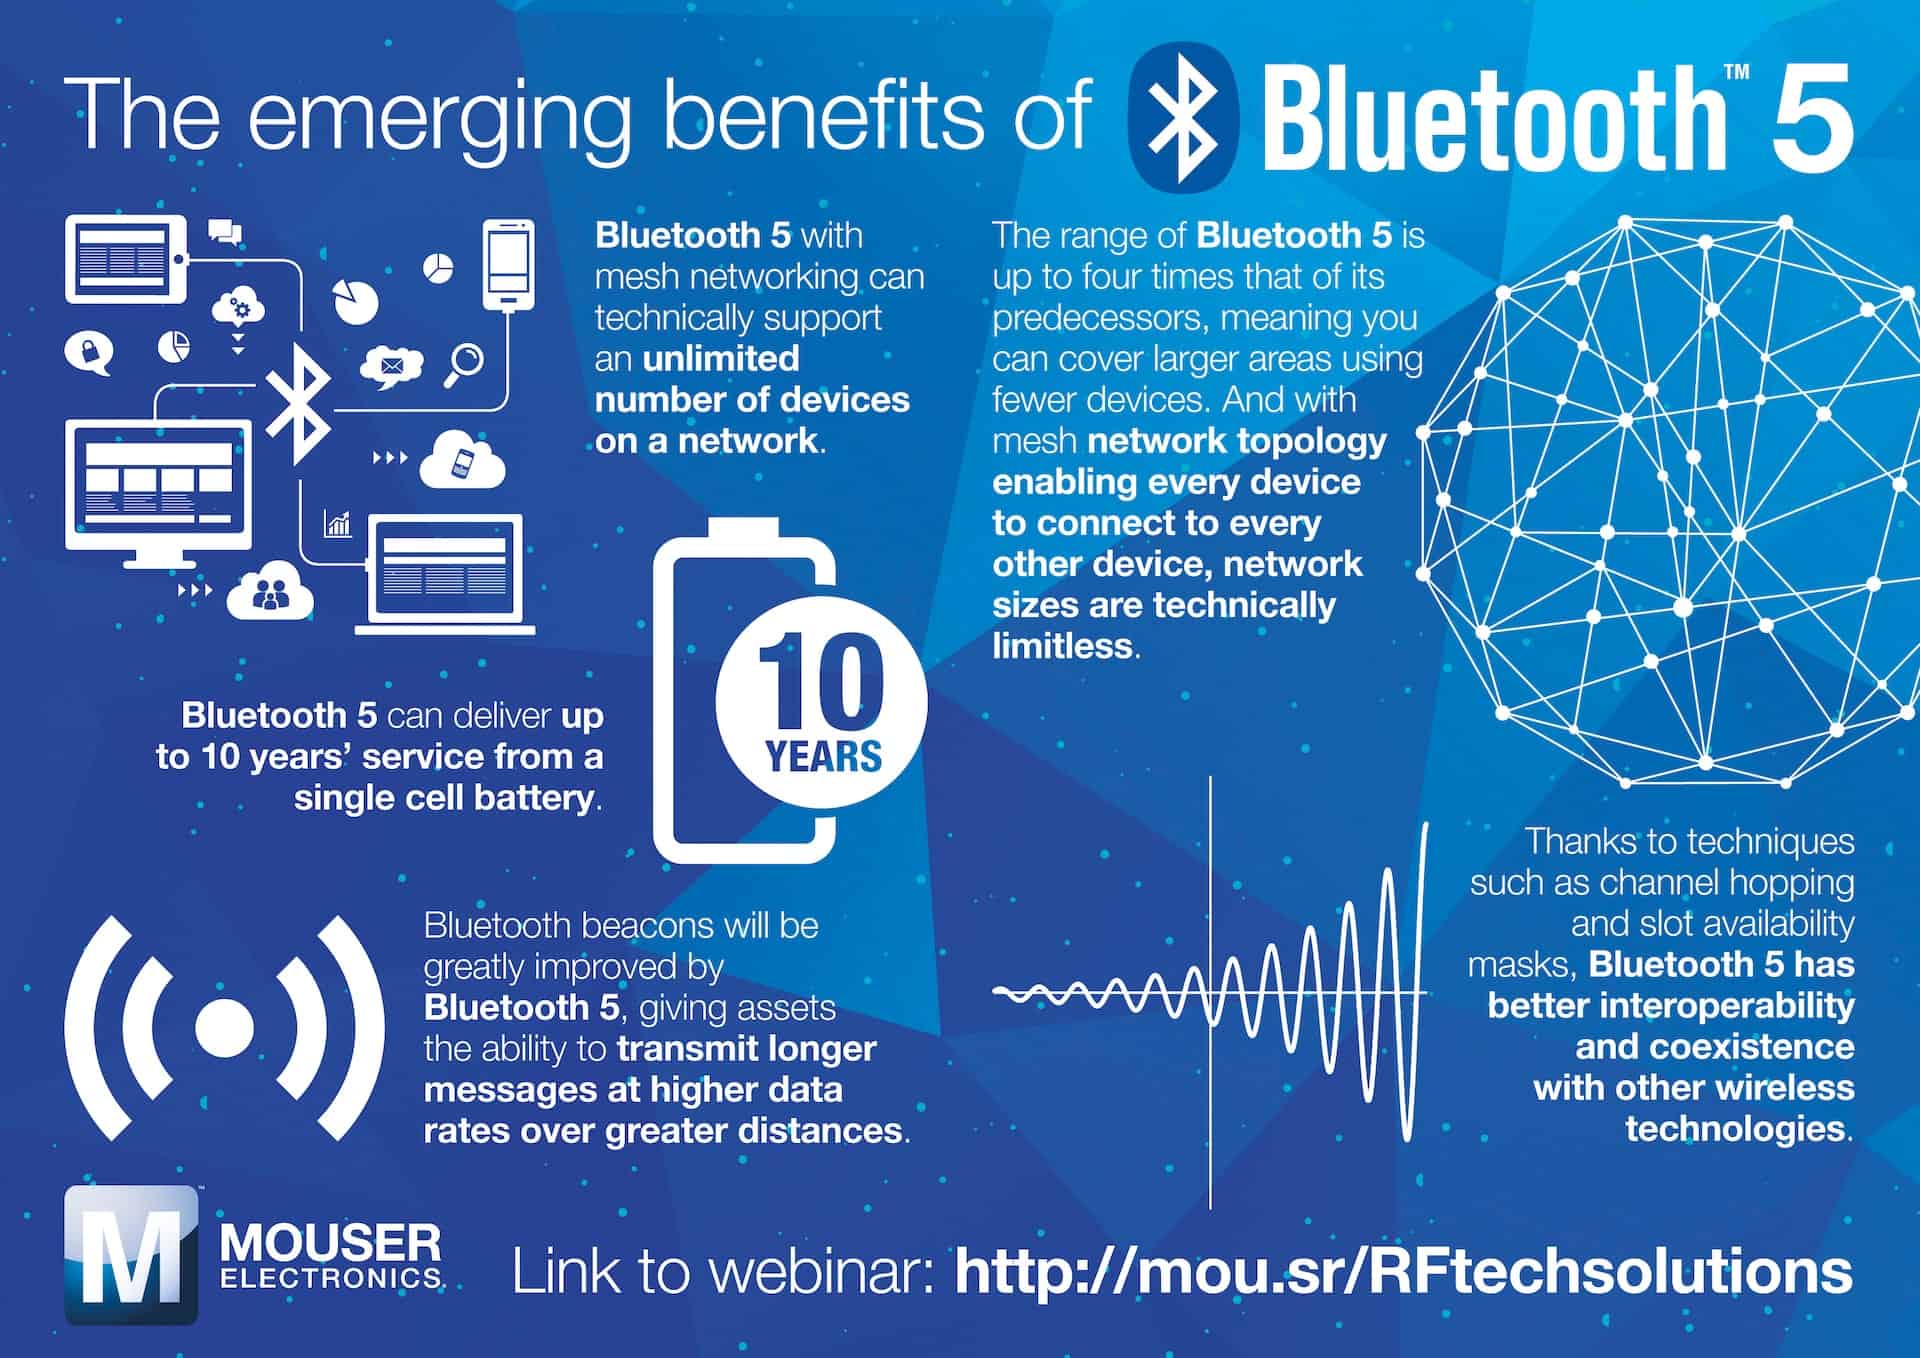 The emerging benefits of Bluetooth™ 5
Bluetooth 5 with
mesh networking can
technically support
an unlimited
number of devices
on a network.
The range of Bluetooth 5 is
up to four times that of its
predecessors, meaning you
can cover larger areas using
fewer devices. And with
mesh network topology
enabling every device
to connect to every
other device, network
sizes are technically
limitless.
Bluetooth 5 can deliver up
to 10 years’ service from a
single cell battery.
10
YEARS
Bluetooth beacons will be
greatly improved by
Bluetooth 5, giving assets
the ability to transmit longer
messages at higher data
rates over greater distances.
Thanks to techniques
such as channel hopping
and slot availability
masks, Bluetooth 5 has
better interoperability
and coexistence
with other wireless
technologies.
M™
MOUSER
ELECTRONICS.
Link to webinar: http://mou.sr/RFtechsolutions